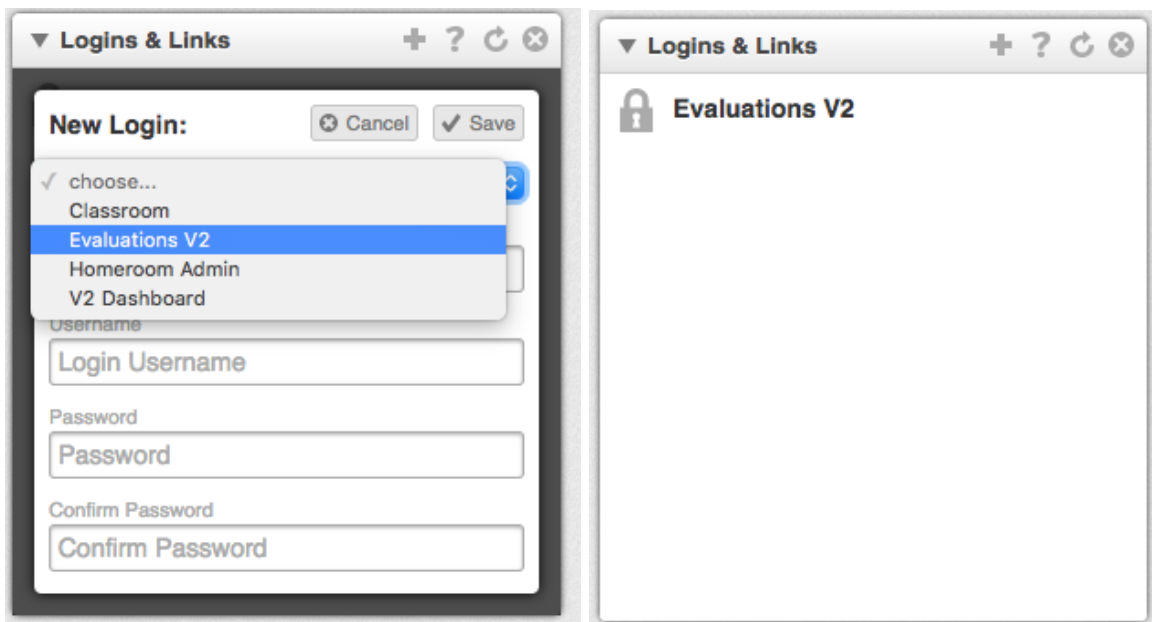 Logins & Links
New Login:
Cancel
Save
choose...
Classroom
Evaluations V2
Homeroom Admin
V2 Dashboard
Username
Login Username
Password
Password
Confirm Password
Confirm Password
Logins & Links
Evaluations V2